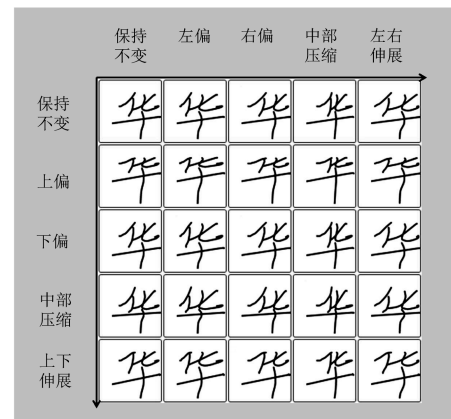 保持 左偏 右偏 中部 左右
不变 压缩 伸展
保持
不变
华 华 华 华 华
上偏
华 华 华 华 华
下偏
华 华 华 华 华
中部
压缩
华 华 华 华 华
上下
伸展
华 华 华 华 华